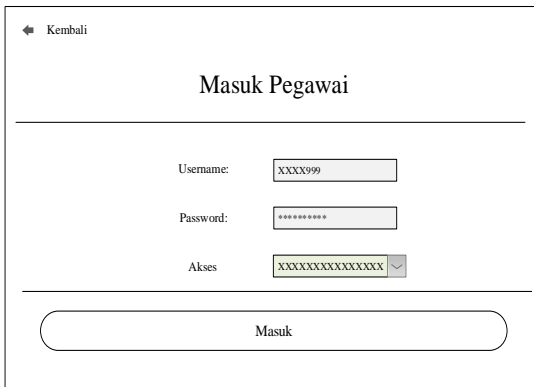 Kembali
Masuk Pegawai
Username: XXXX999
Password: **********
Akses XXXXXXXXXXXXXXX
Masuk